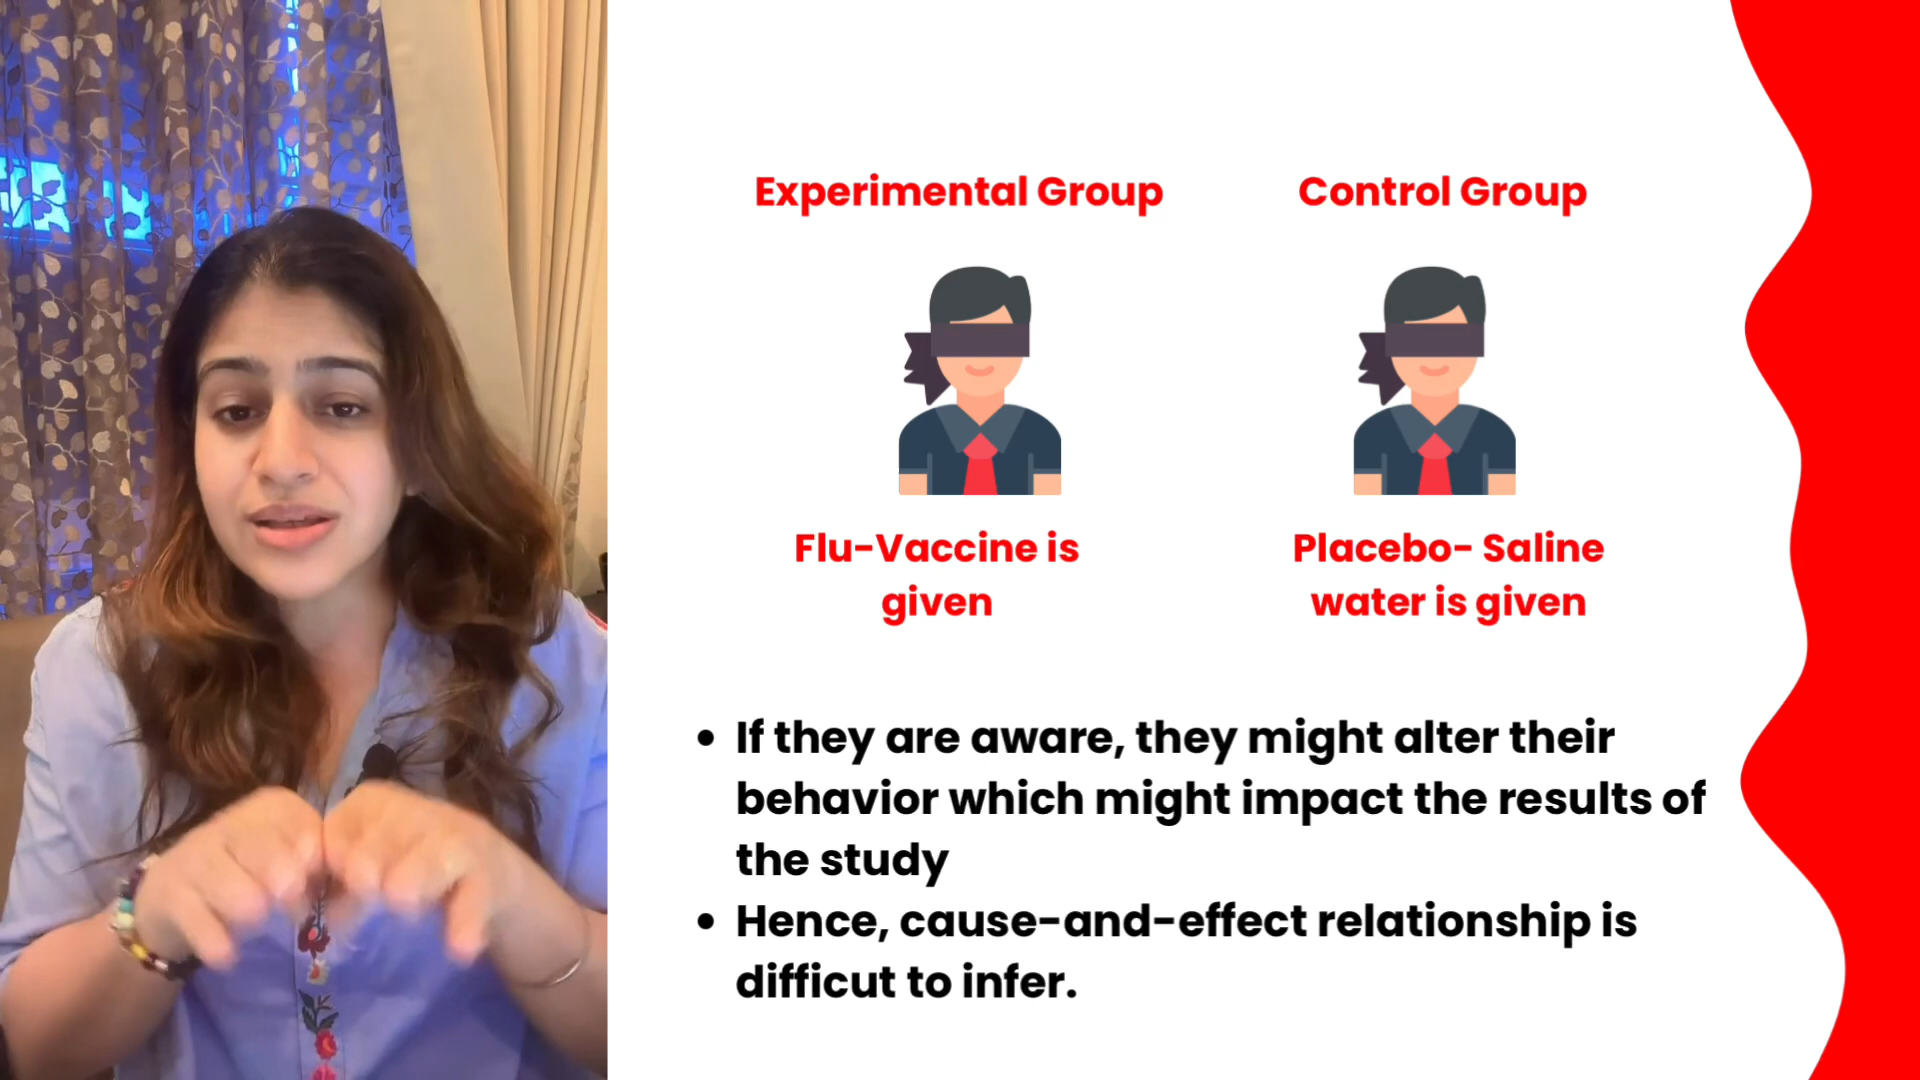 Experimental Group
Control Group
Flu-Vaccine is
given
Placebo- Saline
water is given
• If they are aware, they might alter their
behavior which might impact the results of
the study
• Hence, cause-and-effect relationship is
difficut to infer.